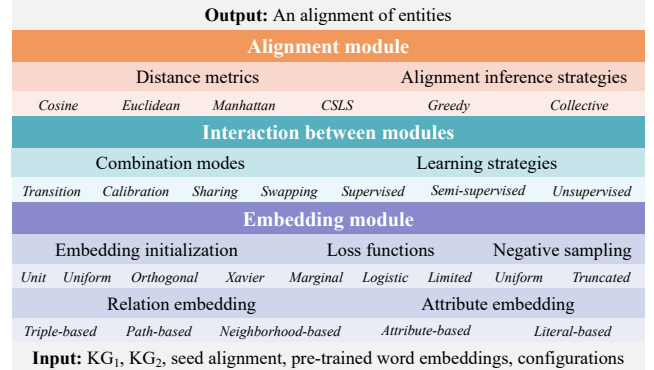 Output: An alignment of entities
Alignment module
Distance metrics Alignment inference strategies
Cosine Euclidean Manhattan CSLS Greedy Collective
Interaction between modules
Combination modes Learning strategies
Transition Calibration Sharing Swapping Supervised Semi-supervised Unsupervised
Embedding module
Embedding initialization Loss functions Negative sampling
Unit Uniform Orthogonal Xavier Marginal Logistic Limited Uniform Truncated
Relation embedding Attribute embedding
Triple-based Path-based Neighborhood-based Attribute-based Literal-based
Input: KG₁, KG₂, seed alignment, pre-trained word embeddings, configurations